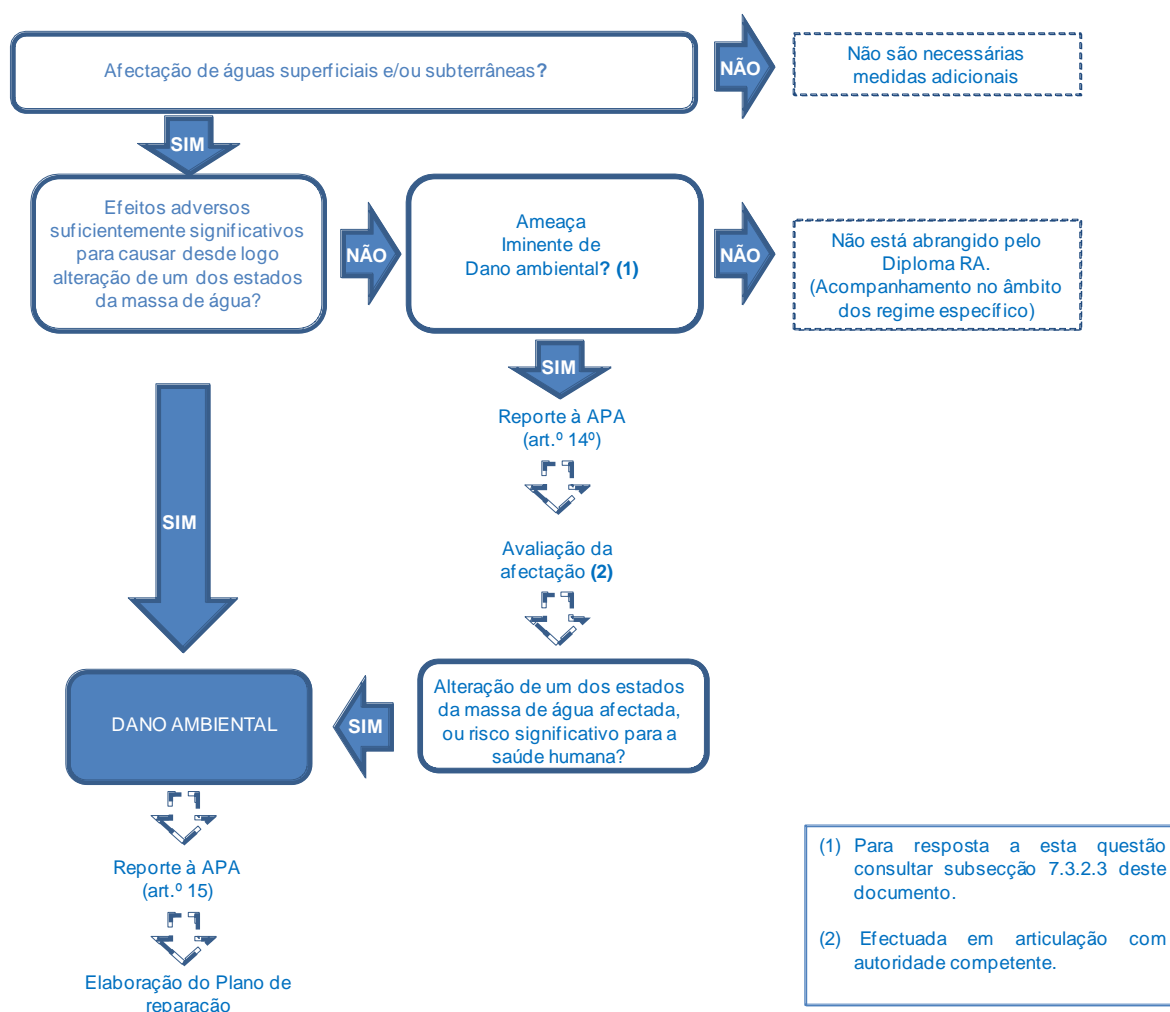 Afectação de águas superficiais e/ou subterrâneas?
NÃO
Não são necessárias
medidas adicionais
SIM
Efeitos adversos
suficientemente significativos
para causar desde logo
alteração de um dos estados
da massa de água?
NÃO
Ameaça
Iminente de
Dano ambiental? (1)
NÃO
Não está abrangido pelo
Diploma RA.
(Acompanhamento no âmbito
dos regime específico)
SIM
Reporte à APA
(art.º 14º)
SIM
Avaliação da
afectação (2)
Alteração de um dos estados
da massa de água afectada,
ou risco significativo para a
saúde humana?
SIM
DANO AMBIENTAL
Reporte à APA
(art.º 15)
Elaboração do Plano de
reparação
(1) Para resposta a esta questão
consultar subsecção 7.3.2.3 deste
documento.
(2) Efectuada em articulação com
autoridade competente.